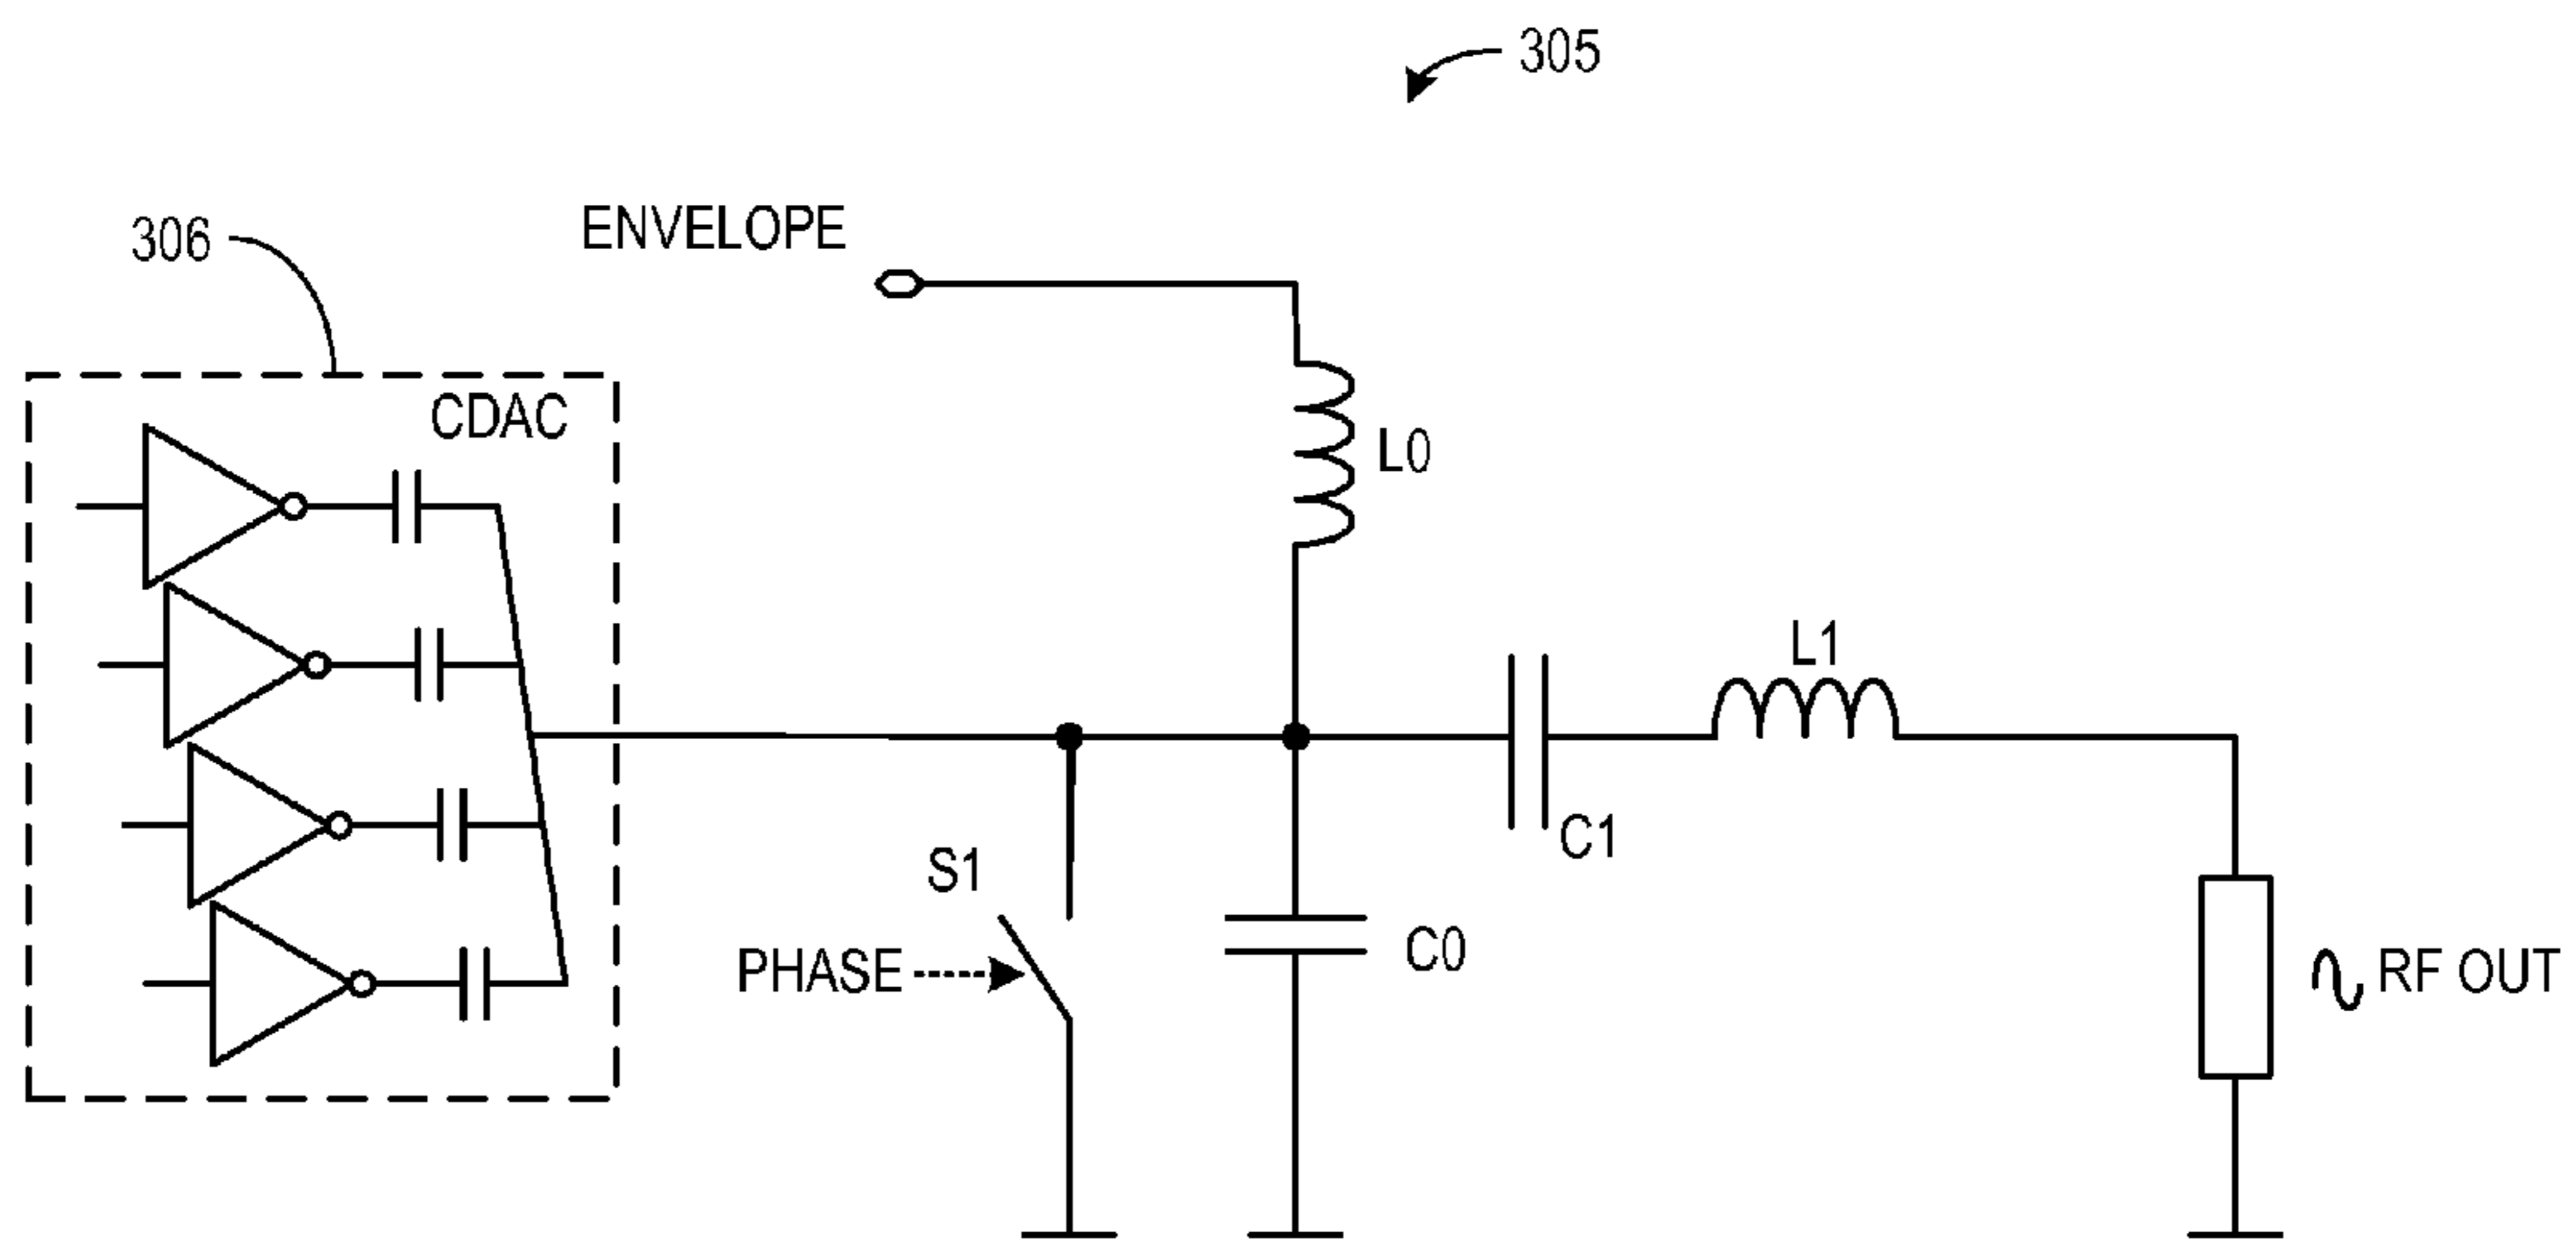 305
306
ENVELOPE
CDAC
L0
L1
C1
S1
PHASE
C0
RF OUT